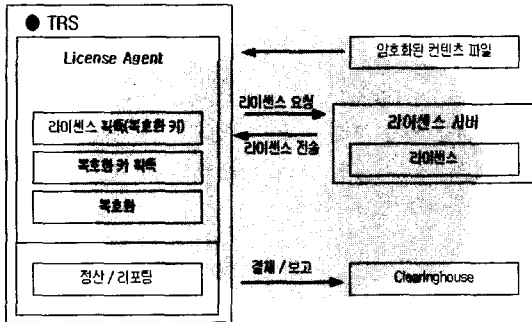 ● TRS
License Agent
라이센스 획득(복호화 키)
복호화 키 획득
복호화
정산 / 리포팅
암호화된 컨텐츠 파일
라이센스 요청
라이센스 전송
라이센스 서버
라이센스
결제 / 보고
Clearinghouse